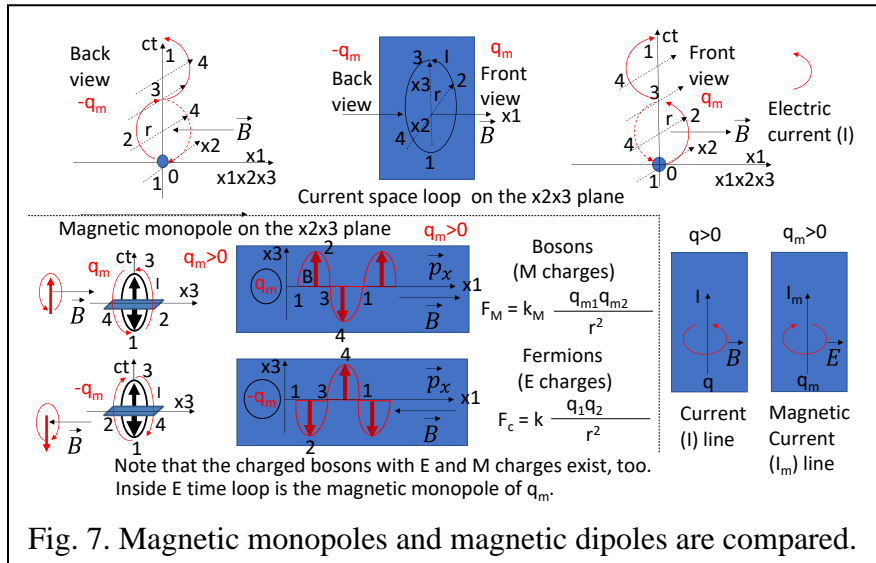 Back view
-qm
ct
1
4
3
4
2
r
B
x2
1
0
x1
x1x2x3
-qm
Back view
3
I
x3
2
r
x2
4
1
qm
Front view
x1
B
Current space loop on the x2x3 plane
ct
1
Front view
4
3
qm
r
2
B
4
x2
1
0
x1
x1x2x3
Electric current (I)
Magnetic monopole on the x2x3 plane
qm>0
ct
3
qm
qm>0
I
x3
B
4
2
1
x3
2
px
qm
B
x1
1
3
1
4
B
ct
3
-qm
I
x3
2
4
1
B
4
x3
px
-qm
1
3
1
x1
2
B
Bosons
(M charges)
FM = kM qm1qm2
r2
Fermions
(E charges)
Fc = k q1q2
r2
q>0
I
B
q
Current (I) line
qm>0
Im
E
qm
Magnetic Current (Im) line
Note that the charged bosons with E and M charges exist, too.
Inside E time loop is the magnetic monopole of qm.
Fig. 7. Magnetic monopoles and magnetic dipoles are compared.